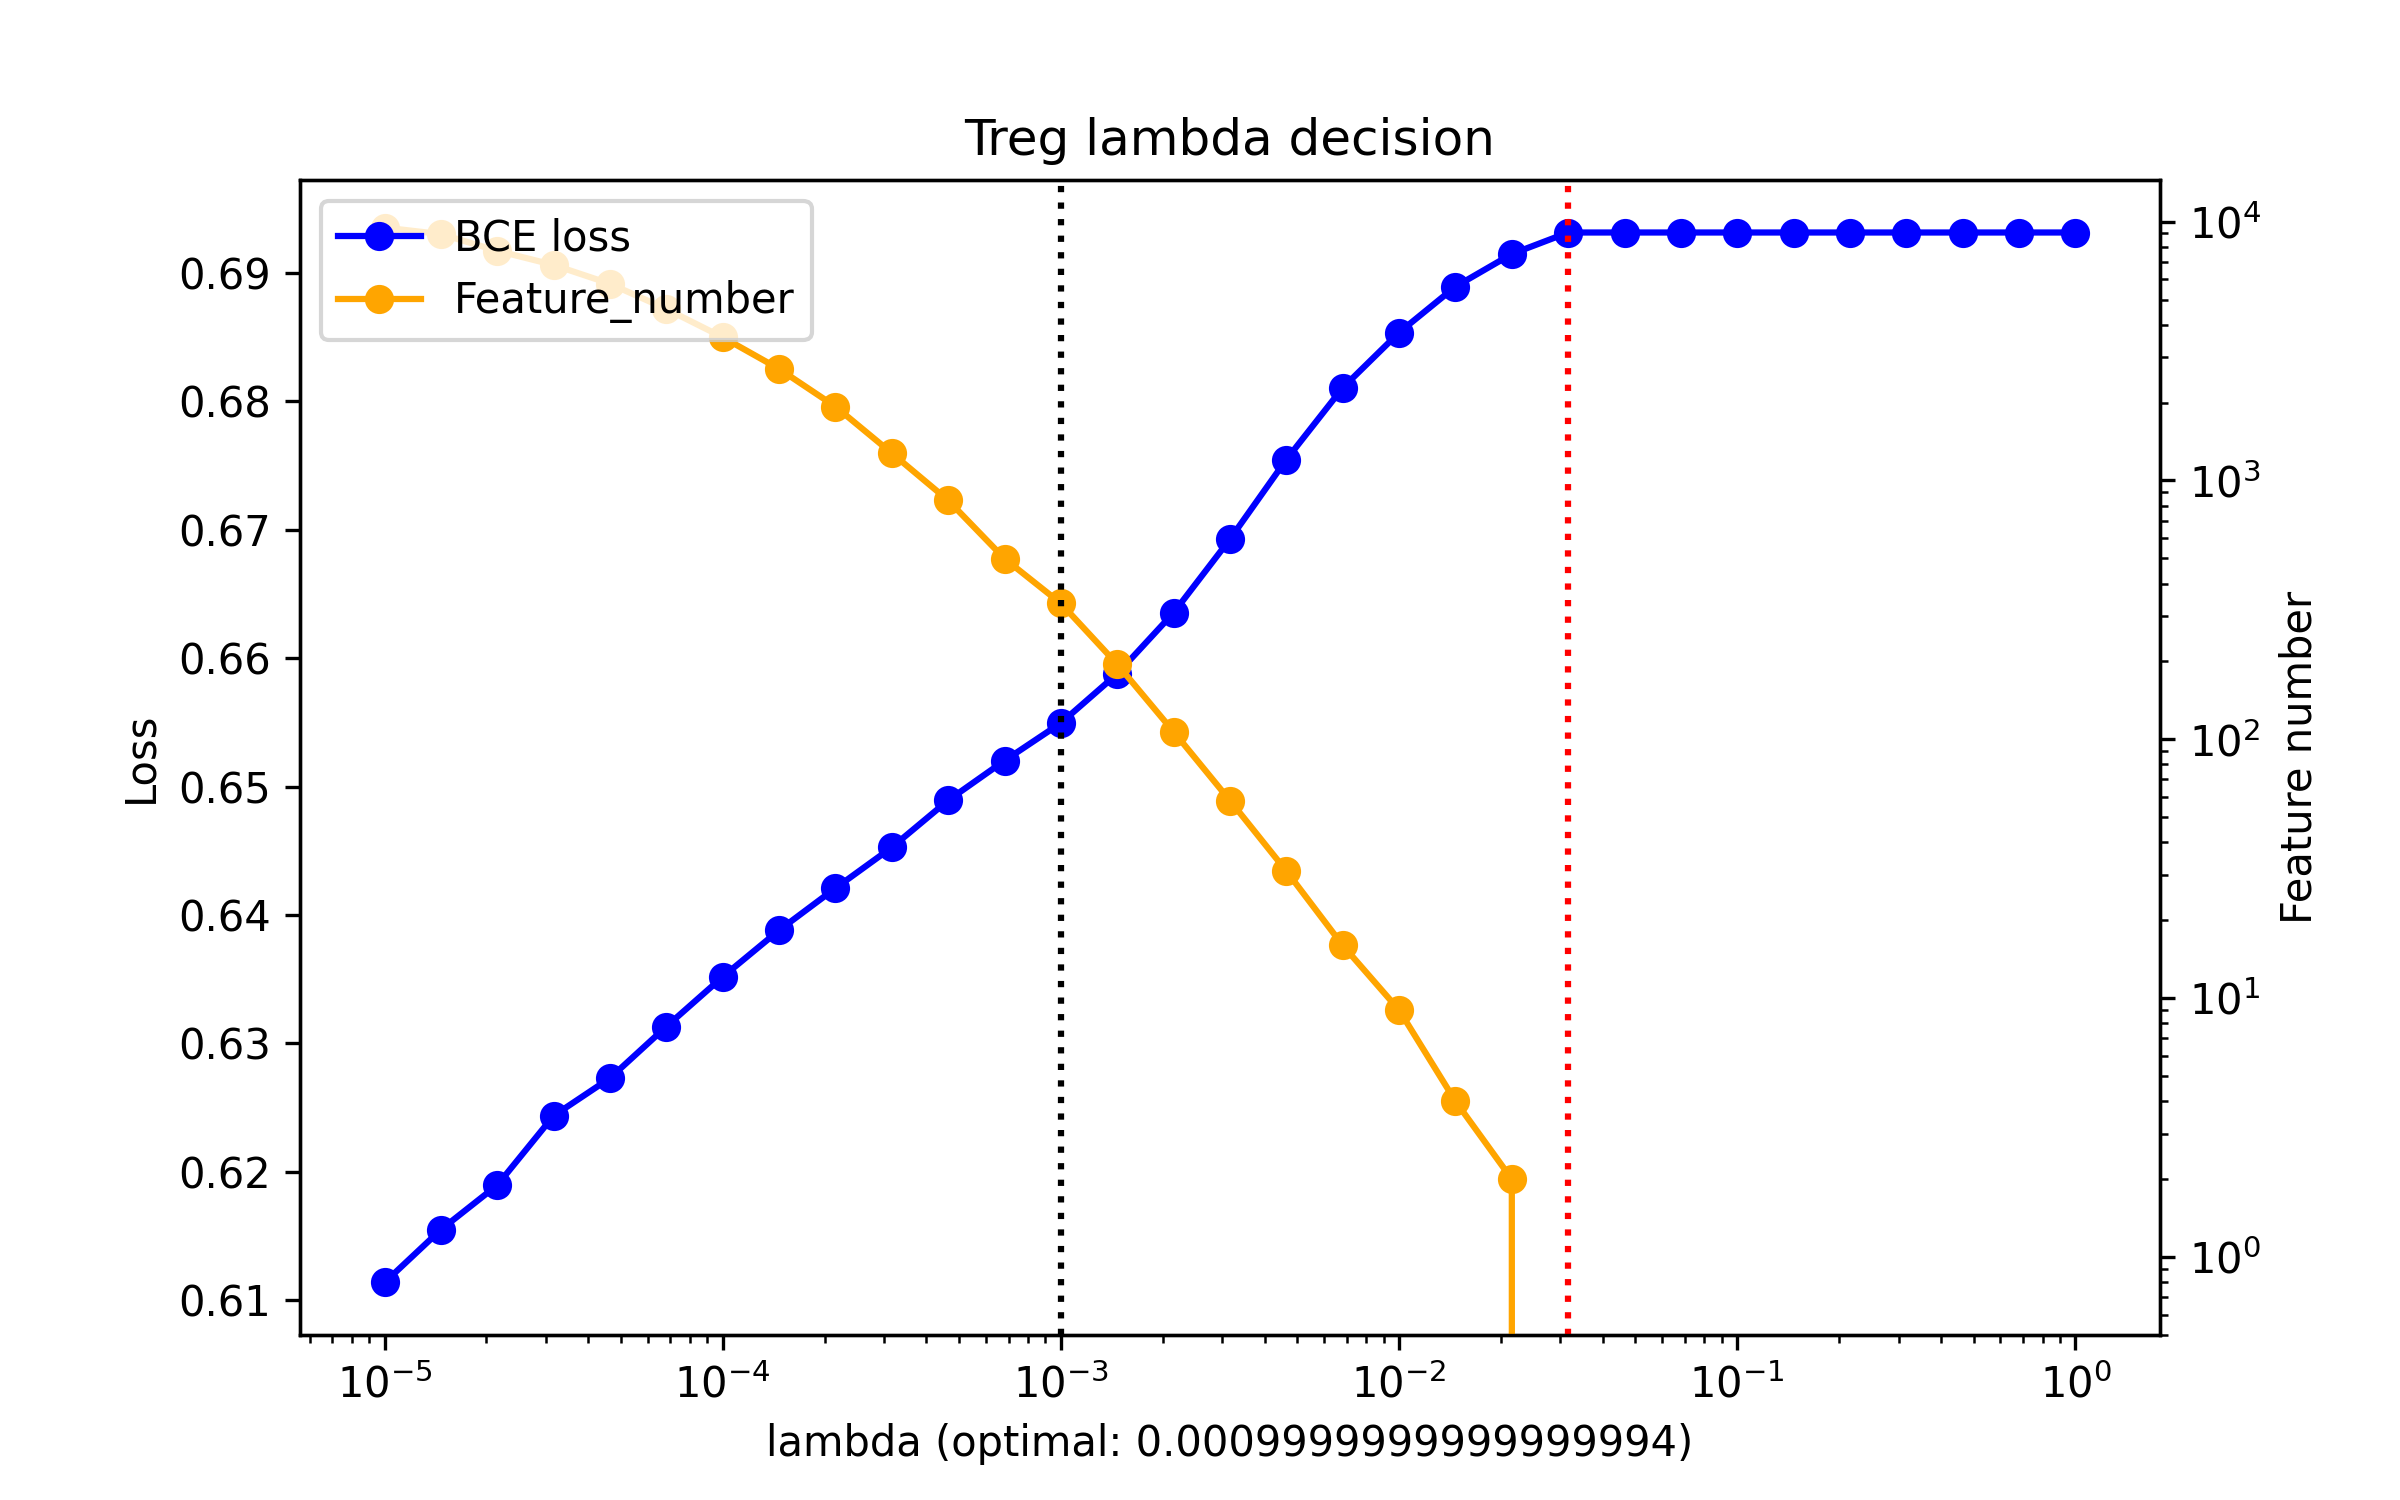 Treg lambda decision
BCE loss
Feature_number
0.69
0.68
0.67
0.66
0.65
0.64
0.63
0.62
0.61
Loss
10⁴
10³
10²
10¹
10⁰
Feature number
10⁻⁵ 10⁻⁴ 10⁻³ 10⁻² 10⁻¹ 10⁰
lambda (optimal: 0.0009999999999999994)